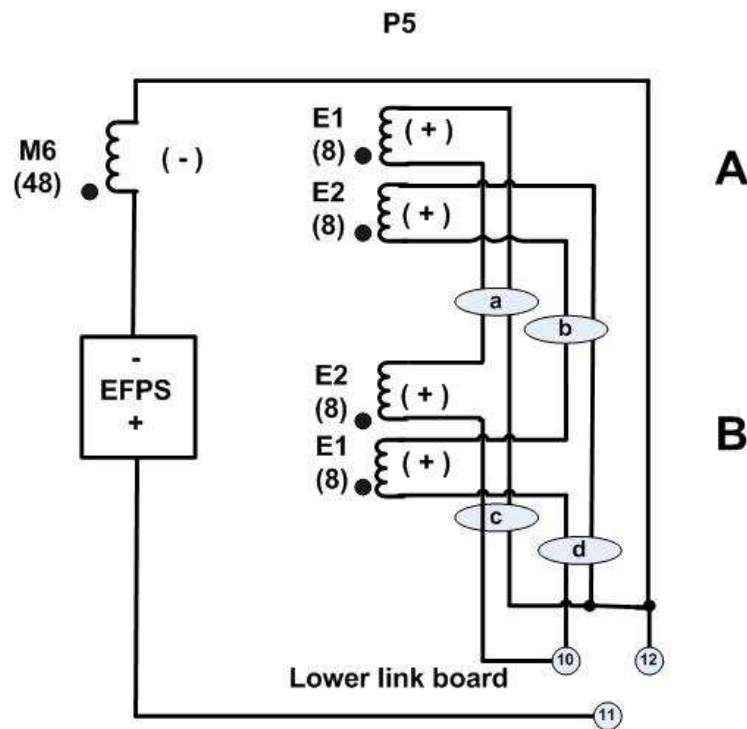 P5
E1
( + )
(8)
A
M6
( - )
(48)
E2
( + )
(8)
a
b
-
EFPS
+
E2
( + )
(8)
B
E1
( + )
(8)
c
d
10
12
Lower link board
11